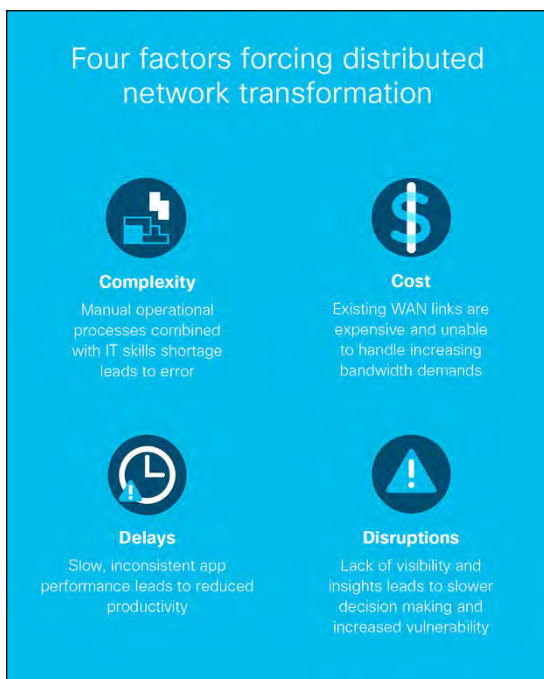 Four factors forcing distributed
network transformation
Complexity
Manual operational
processes combined
with IT skills shortage
leads to error
$
Cost
Existing WAN links are
expensive and unable
to handle increasing
bandwidth demands
Delays
Slow, inconsistent app
performance leads to reduced
productivity
Disruptions
Lack of visibility and
insights leads to slower
decision making and
increased vulnerability